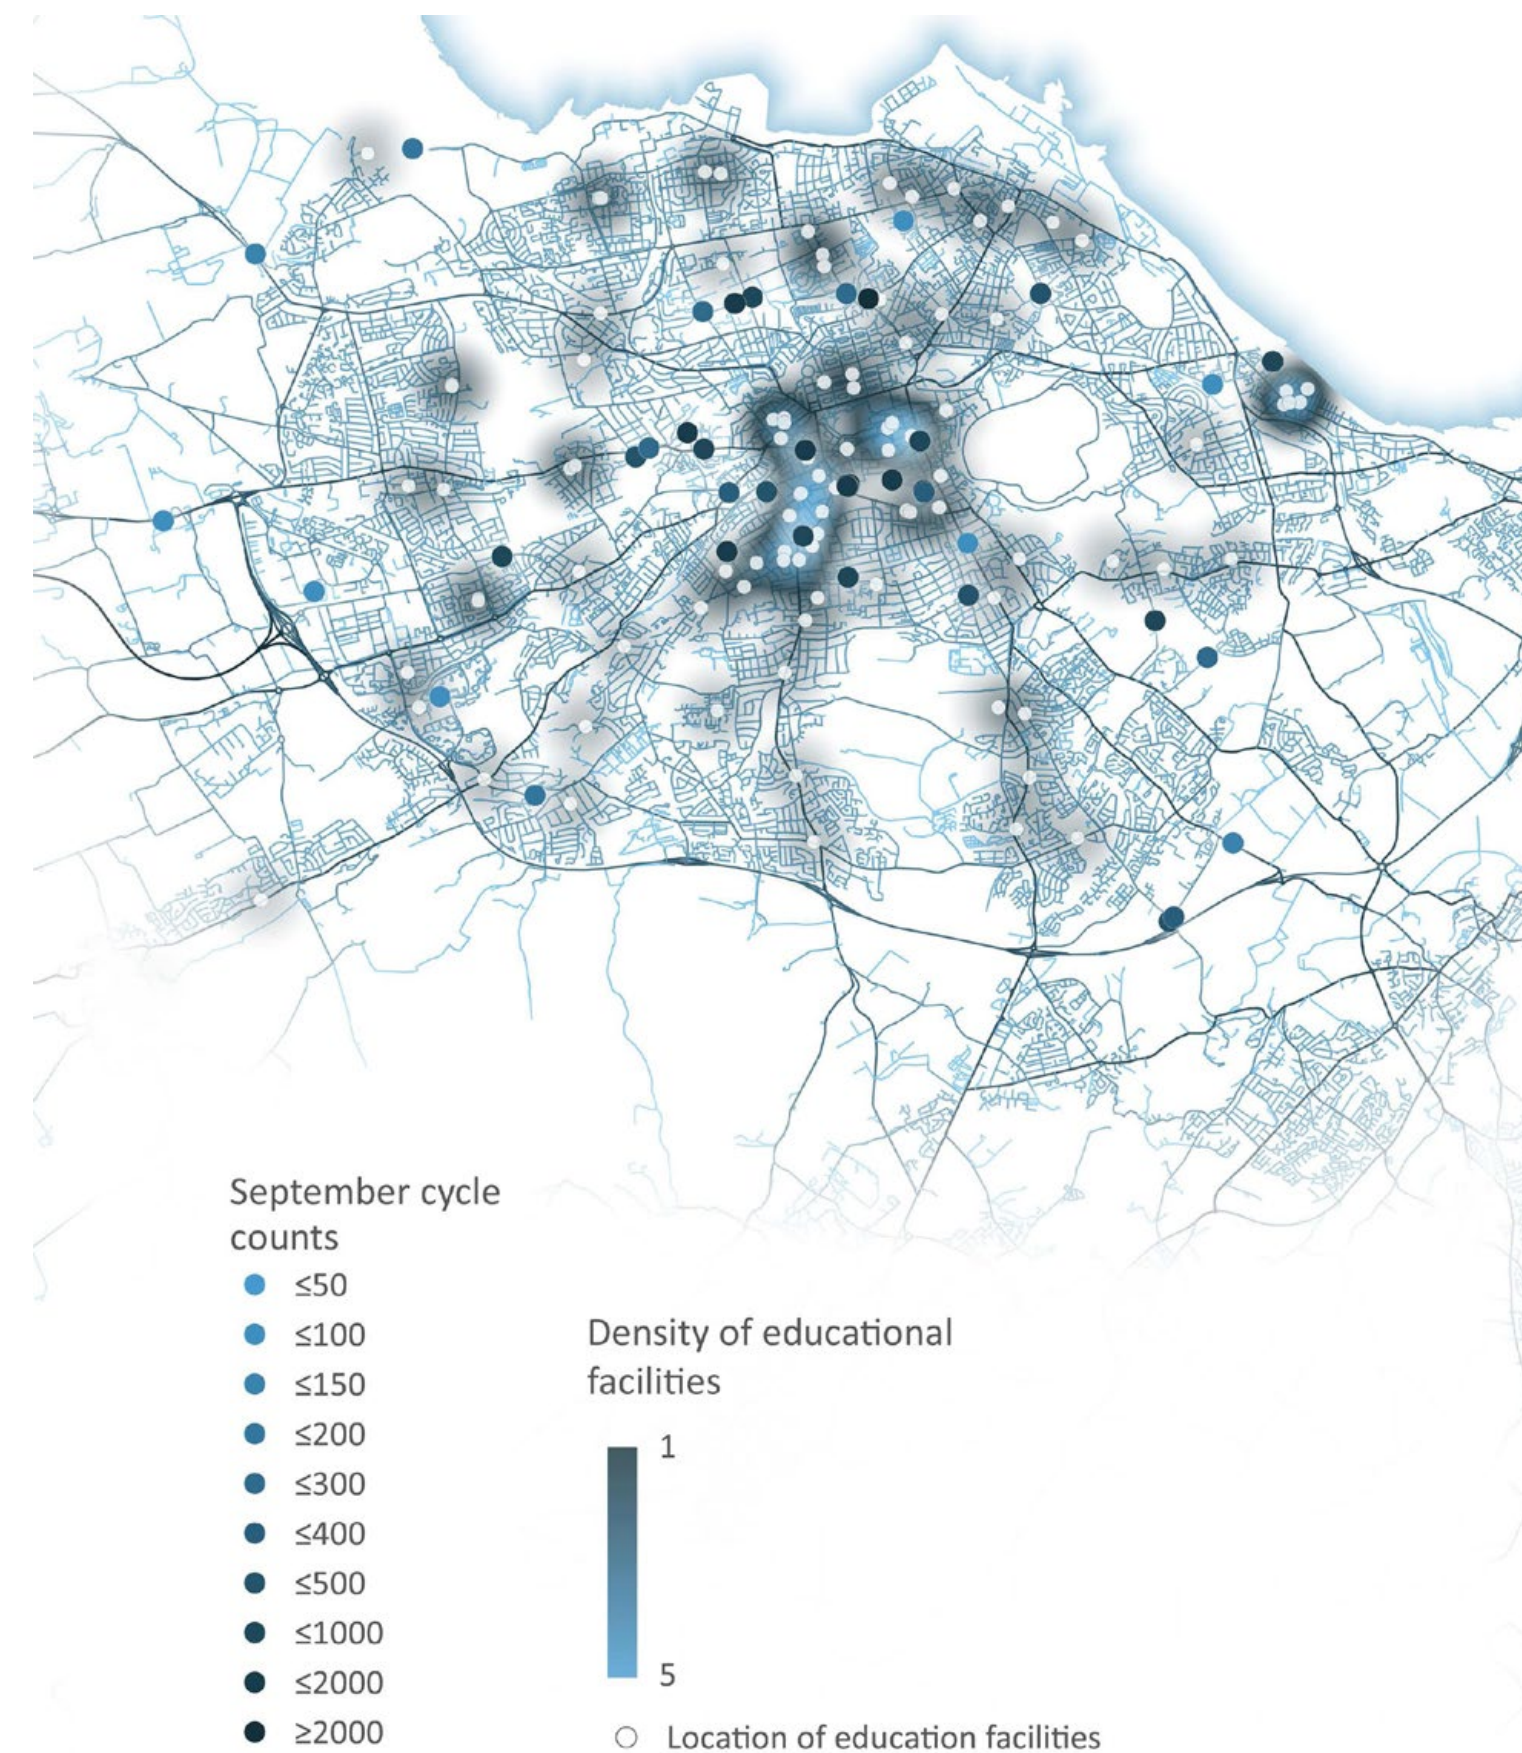 September cycle
counts
≤50
≤100
≤150
≤200
≤300
≤400
≤500
≤1000
≤2000
≥2000
Density of educational
facilities
1
5
Location of education facilities